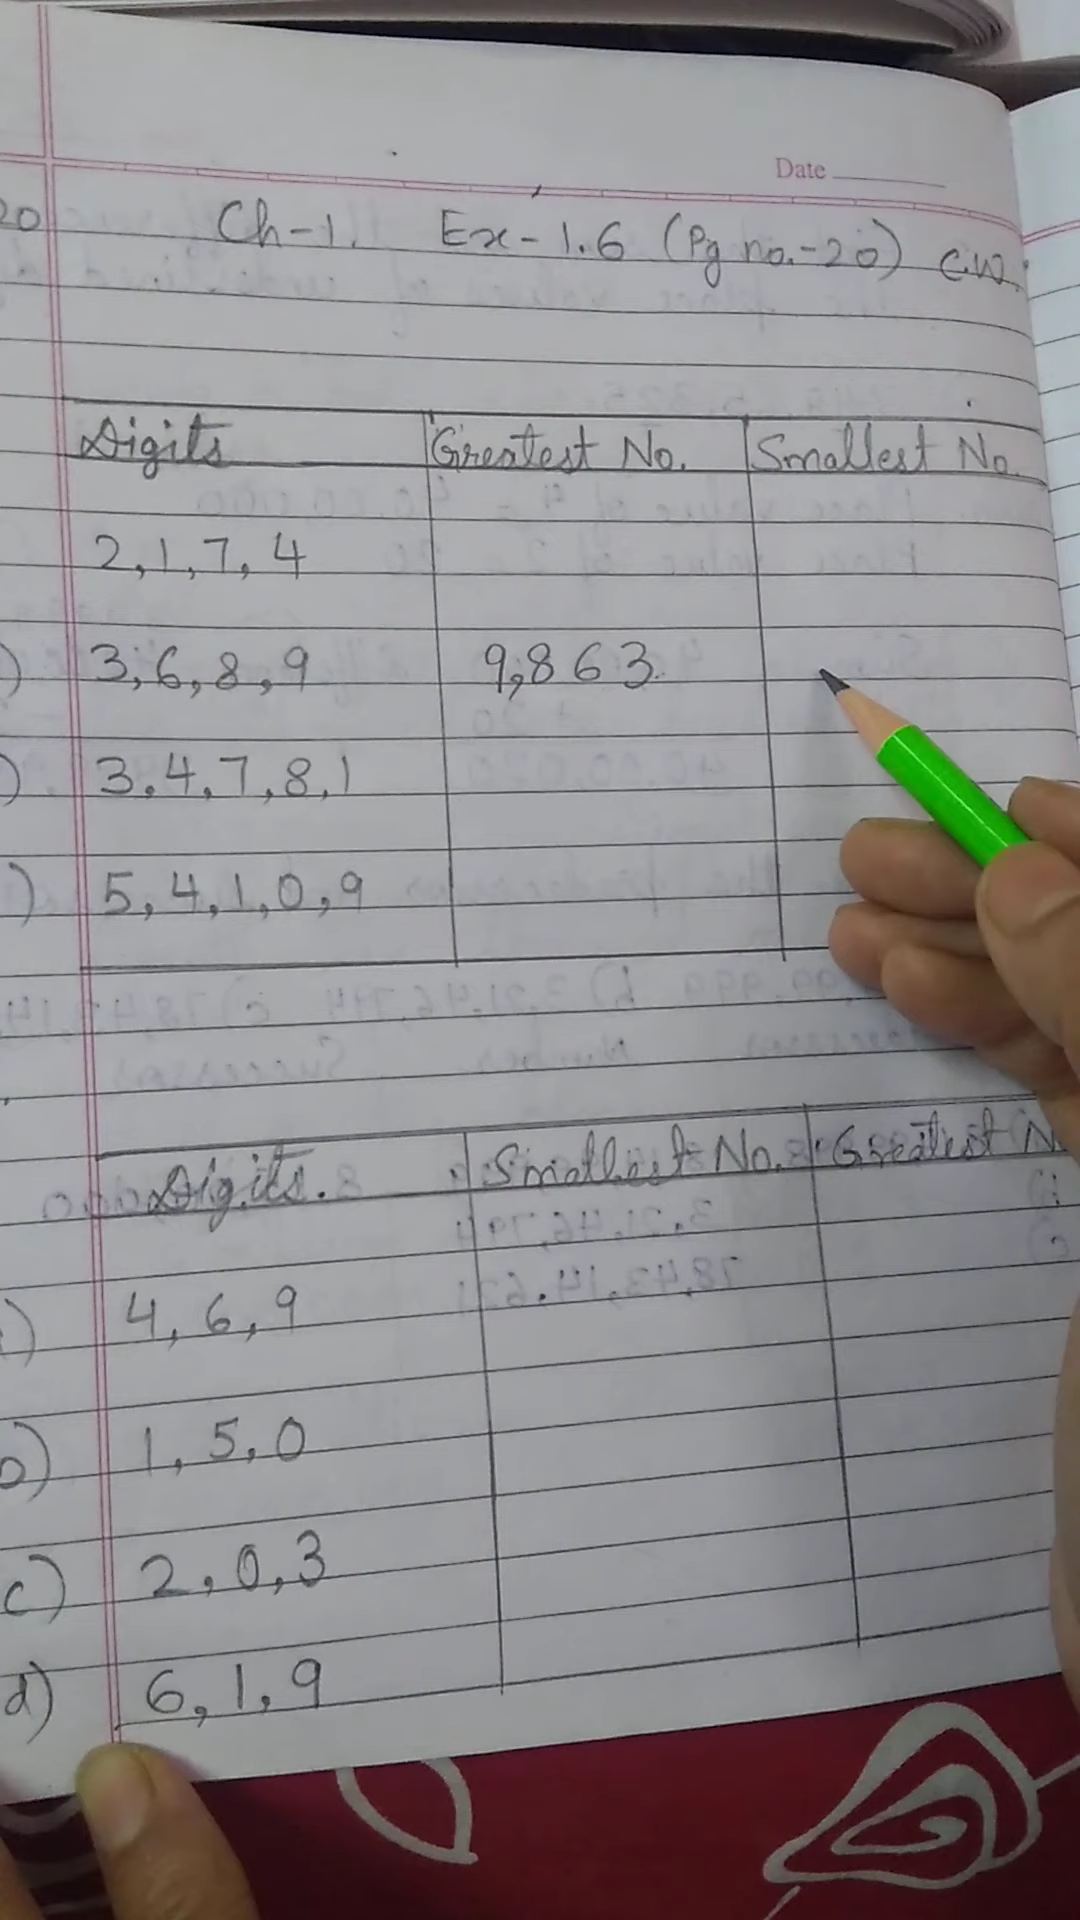 Date
20 Ch-1. Ex-1.6 (Pg no.-20) C.W.
Digits Greatest No. Smallest No.
2,1,7,4
) 3,6,8,9 9,863
) 3,4,7,8,1
) 5,4,1,0,9
Digits. Smallest No. Greatest N
) 4,6,9
b) 1,5,0
c) 2,0,3
d) 6,1,9